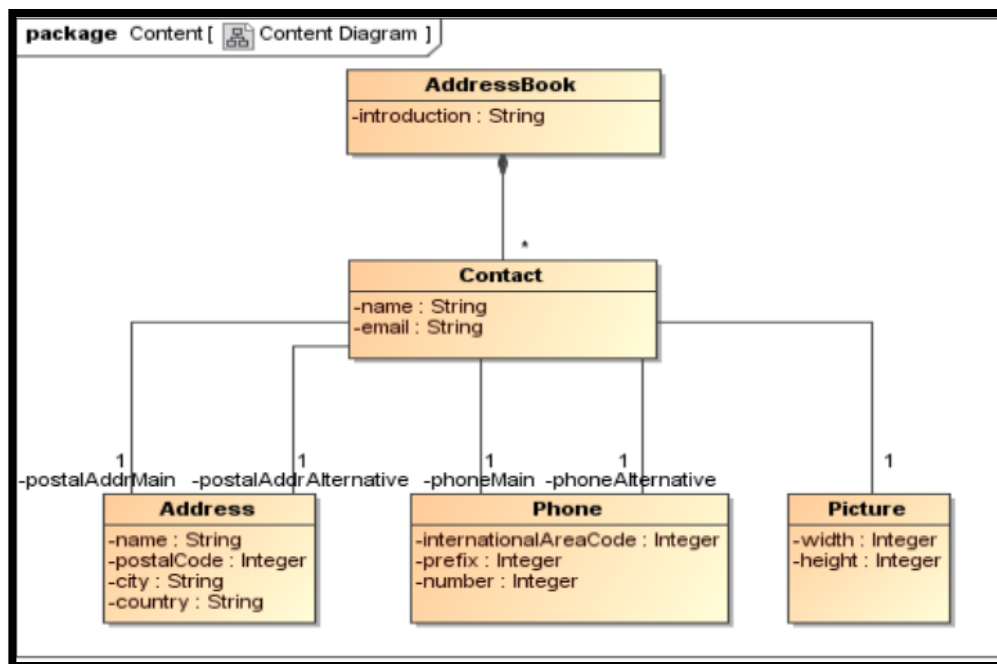 package Content [ Content Diagram ]
AddressBook
-introduction : String
*
Contact
-name : String
-email : String
1
-postalAddrMain
1
-postalAddrAlternative
1
-phoneMain
1
-phoneAlternative
1
Address
-name : String
-postalCode : Integer
-city : String
-country : String
Phone
-internationalAreaCode : Integer
-prefix : Integer
-number : Integer
Picture
-width : Integer
-height : Integer